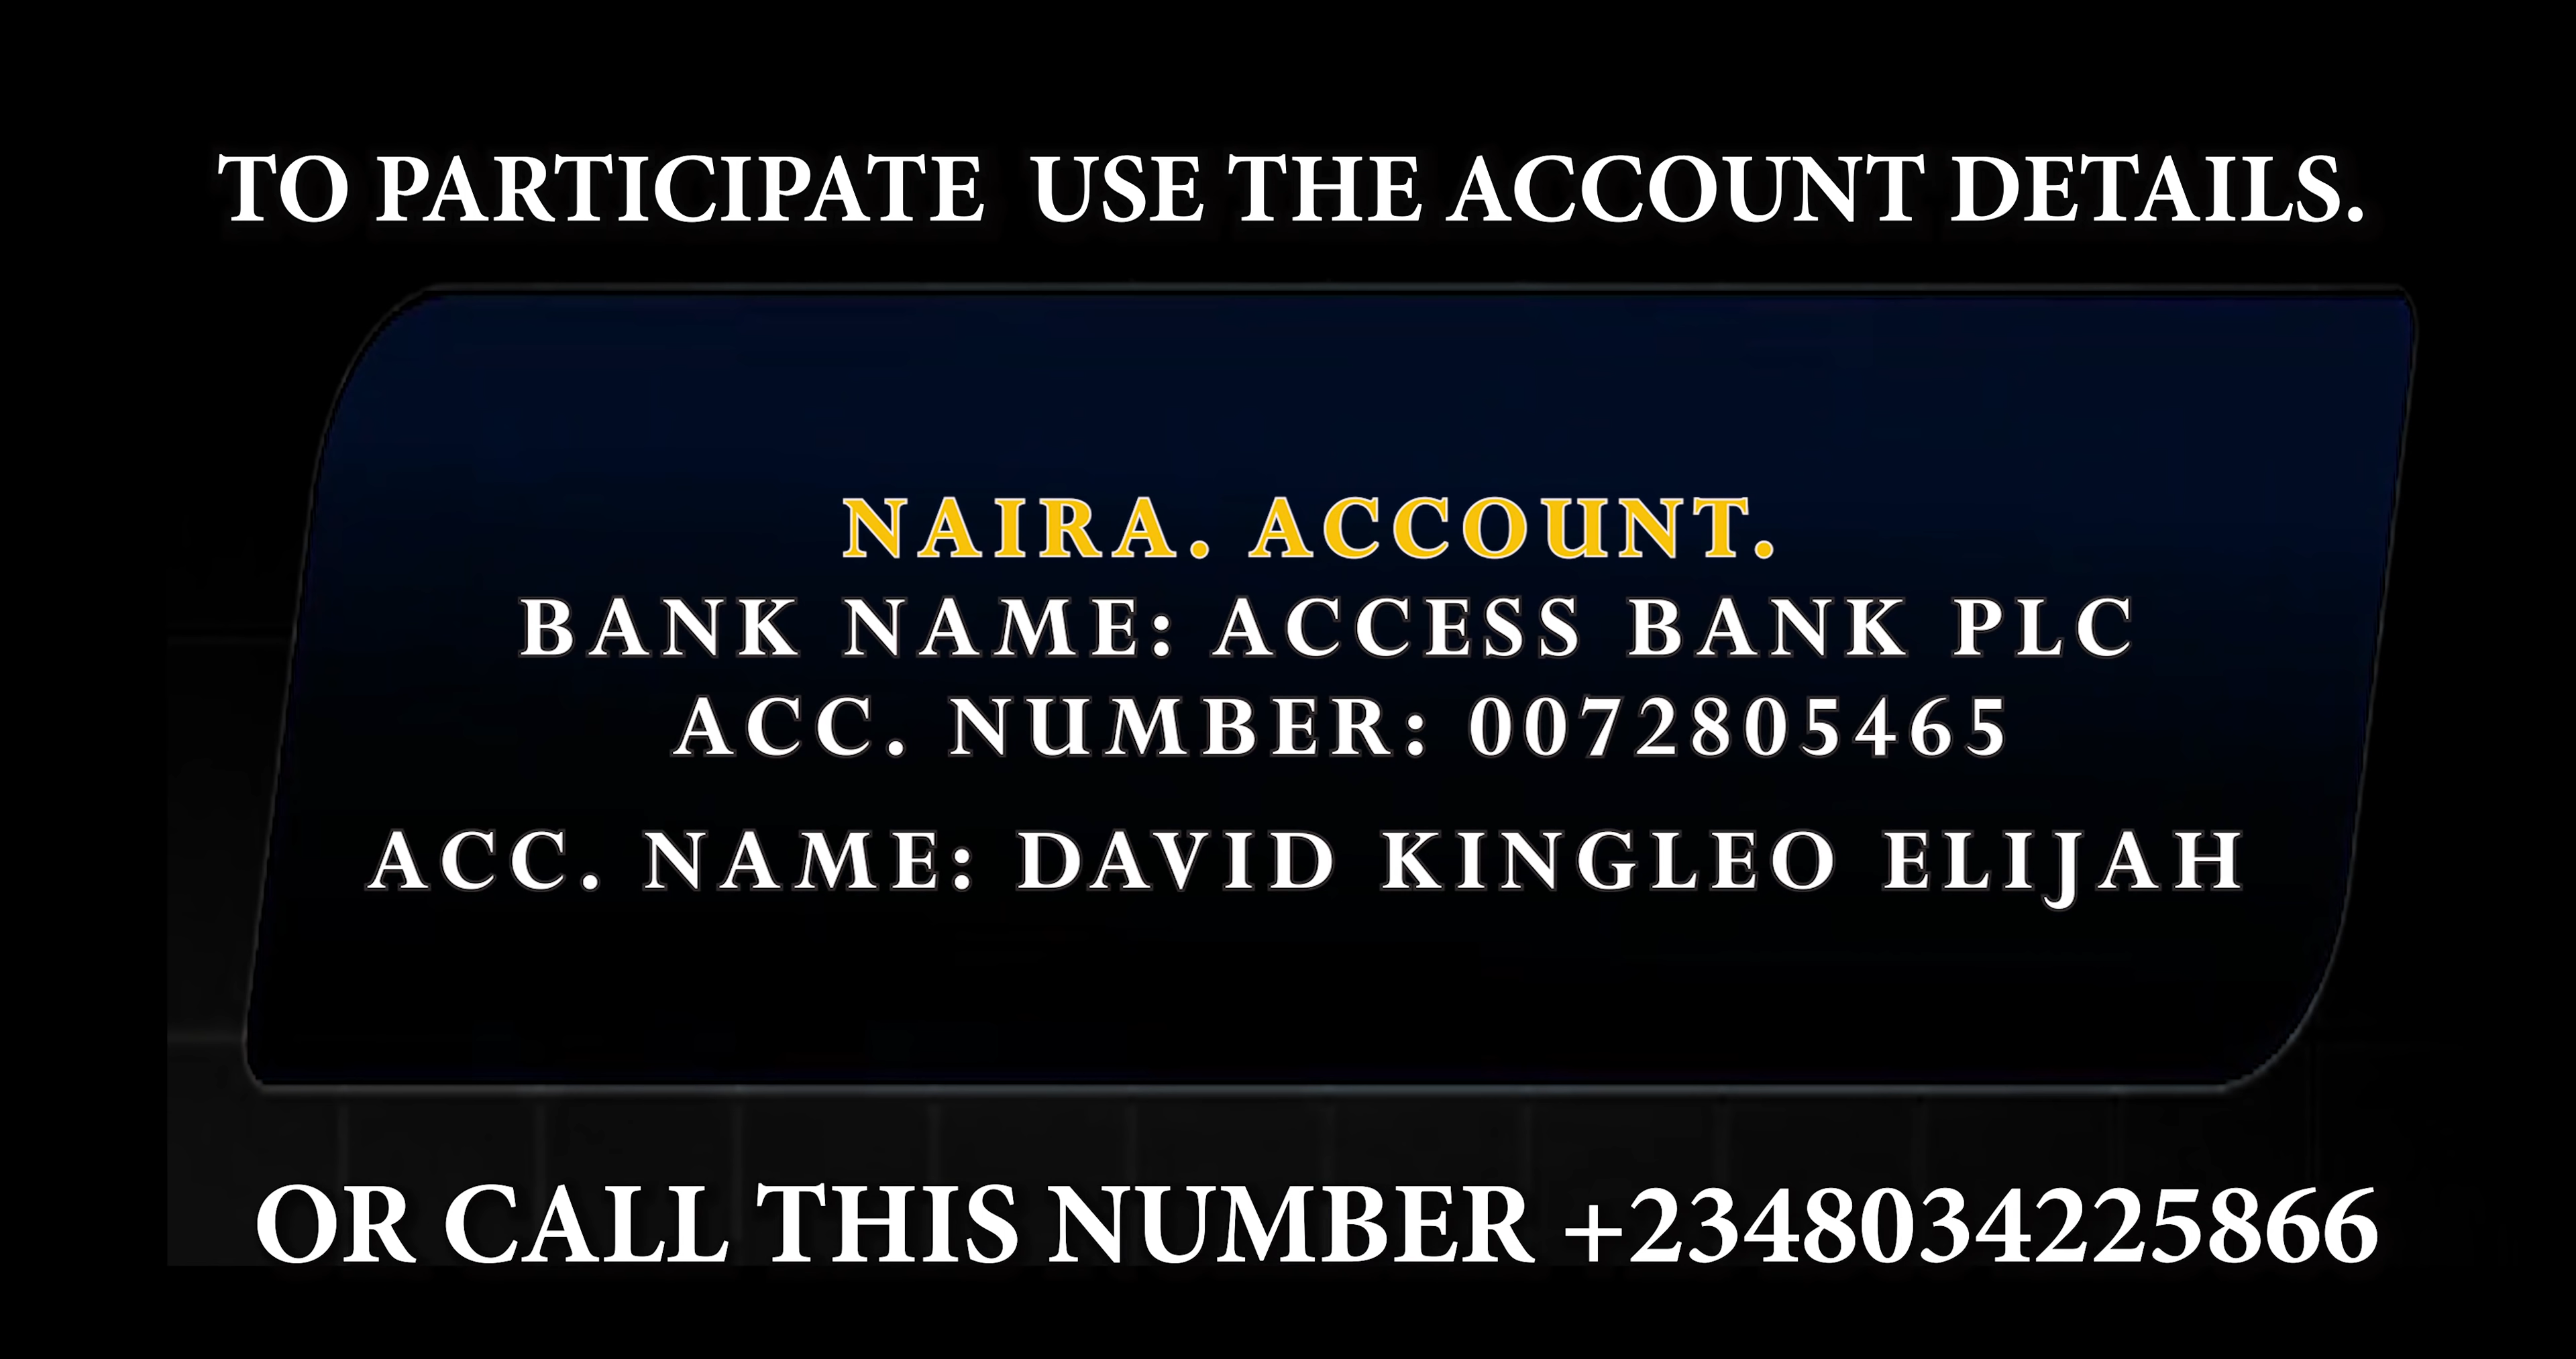 TO PARTICIPATE USE THE ACCOUNT DETAILS.
NAIRA. ACCOUNT.
BANK NAME: ACCESS BANK PLC
ACC. NUMBER: 0072805465
ACC. NAME: DAVID KINGLEO ELIJAH
OR CALL THIS NUMBER +2348034225866